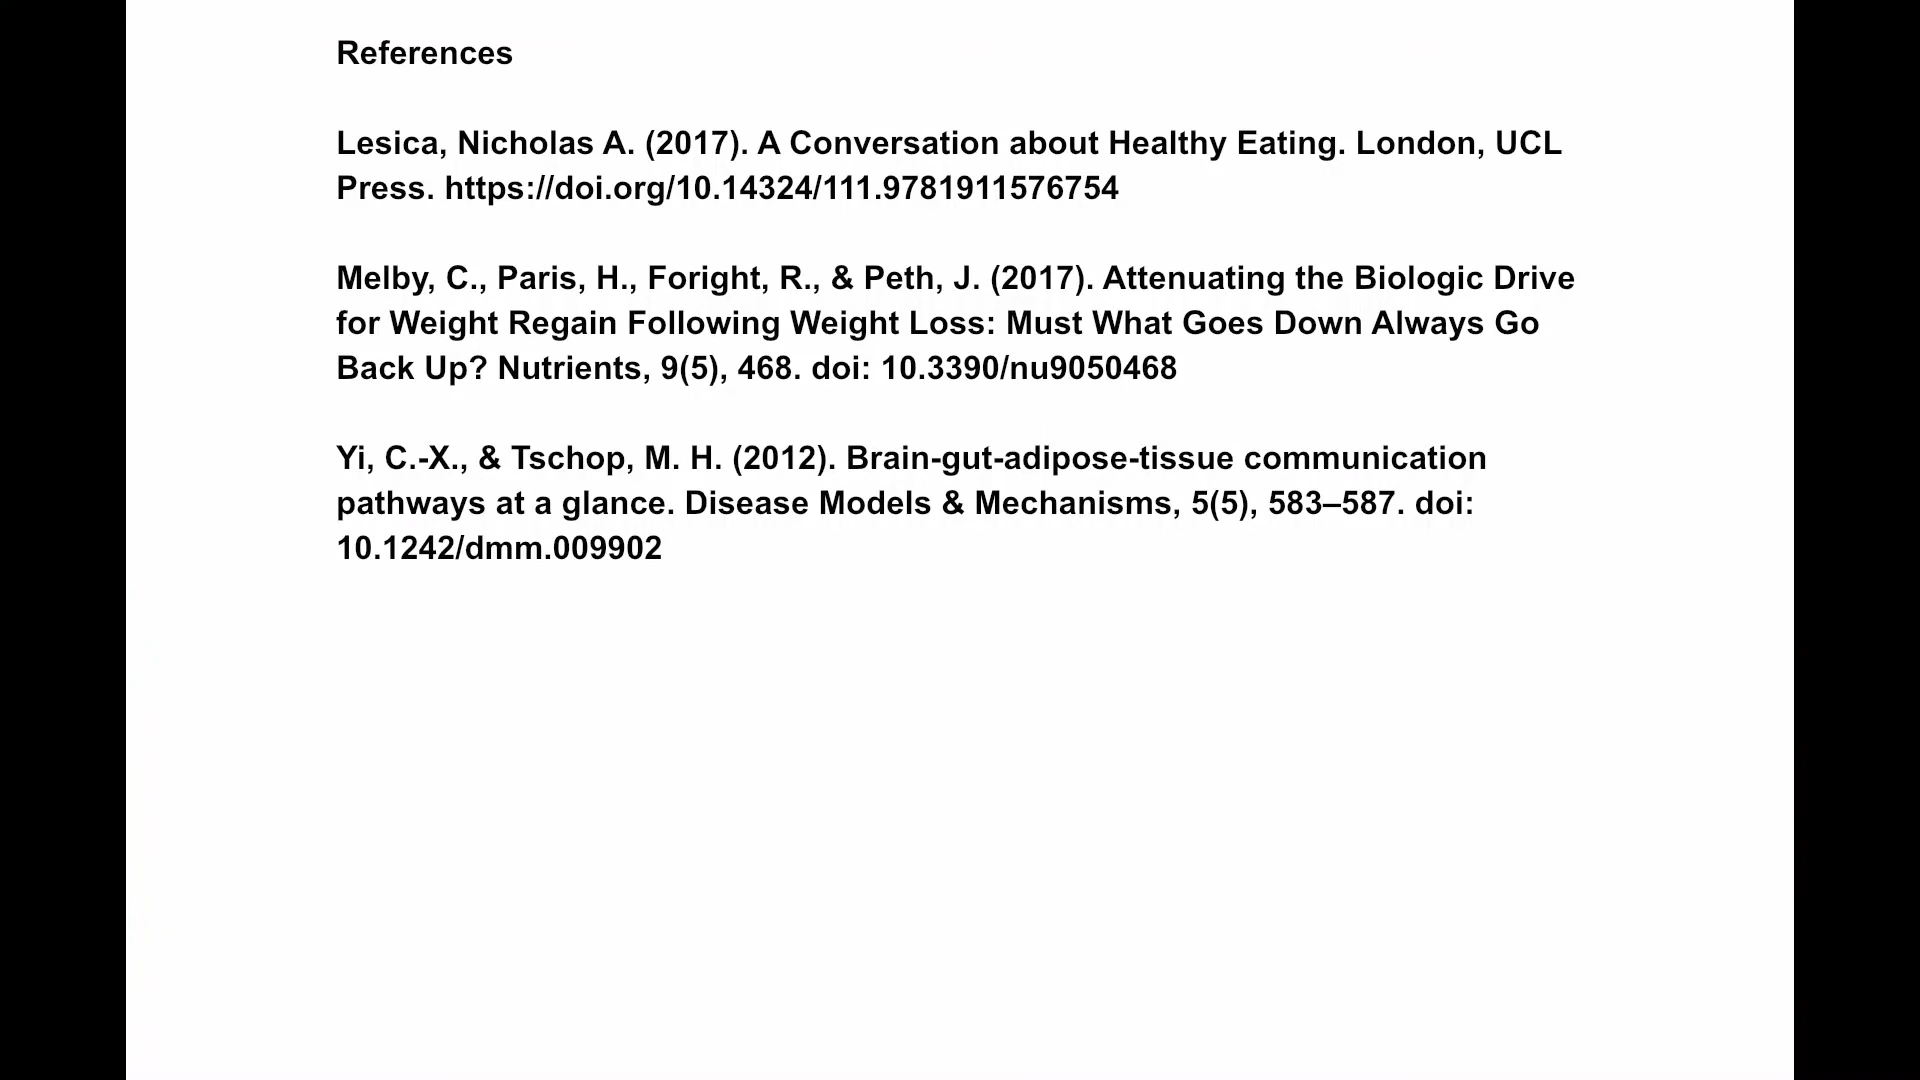 References
Lesica, Nicholas A. (2017). A Conversation about Healthy Eating. London, UCL
Press. https://doi.org/10.14324/111.9781911576754
Melby, C., Paris, H., Foright, R., & Peth, J. (2017). Attenuating the Biologic Drive
for Weight Regain Following Weight Loss: Must What Goes Down Always Go
Back Up? Nutrients, 9(5), 468. doi: 10.3390/nu9050468
Yi, C.-X., & Tschop, M. H. (2012). Brain-gut-adipose-tissue communication
pathways at a glance. Disease Models & Mechanisms, 5(5), 583–587. doi:
10.1242/dmm.009902